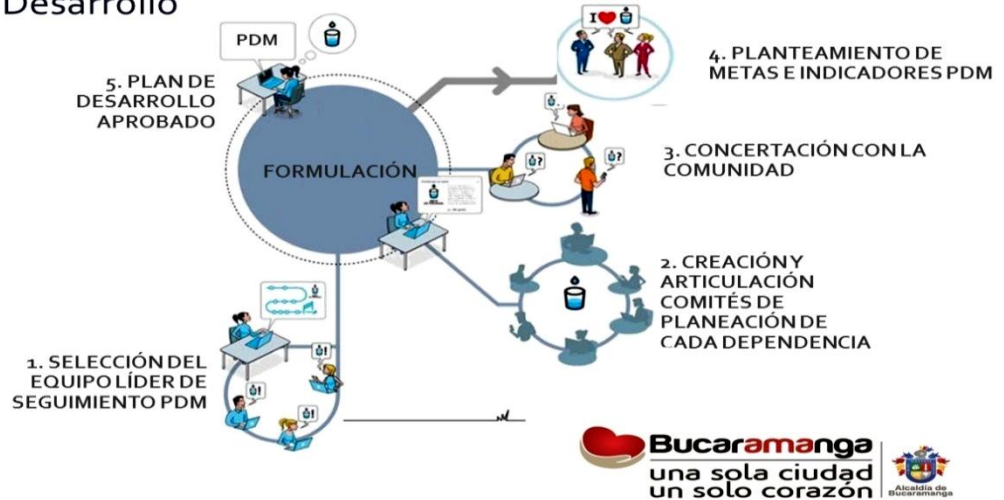 Desarrollo
PDM
5. PLAN DE
DESARROLLO
APROBADO
FORMULACIÓN
I
4. PLANTEAMIENTO DE
METAS E INDICADORES PDM
?
?
3. CONCERTACIÓN CON LA
COMUNIDAD
2. CREACIÓN Y
ARTICULACIÓN
COMITÉS DE
PLANEACIÓN DE
CADA DEPENDENCIA
1. SELECCIÓN DEL
EQUIPO LÍDER DE
SEGUIMIENTO PDM
!
!
!
Bucaramanga
una sola ciudad
un solo corazón
Alcaldía de
Bucaramanga